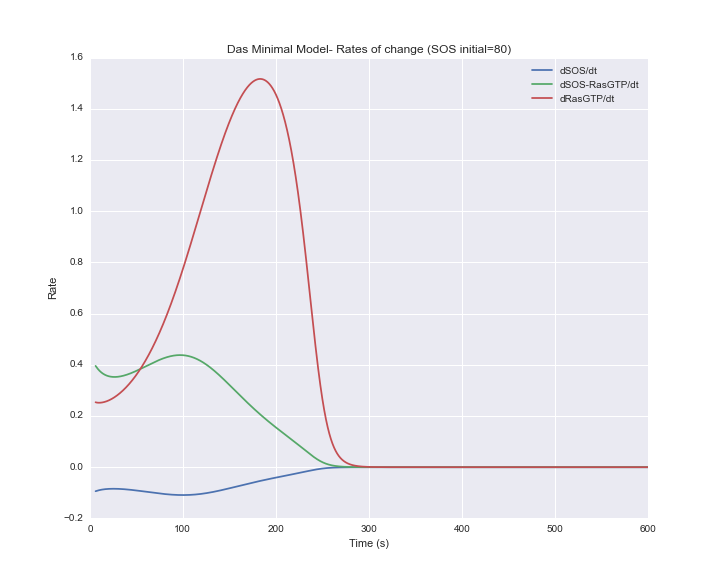 Das Minimal Model- Rates of change (SOS initial=80)
dSOS/dt
dSOS-RasGTP/dt
dRasGTP/dt
1.6
1.4
1.2
1.0
0.8
0.6
0.4
0.2
0.0
−0.2
Rate
0 100 200 300 400 500 600
Time (s)